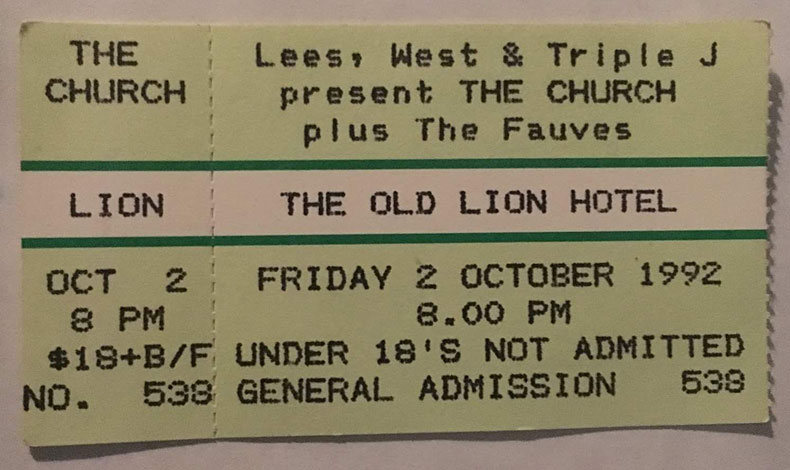 THE
CHURCH
LION
OCT 2
8 PM
$18+B/F
NO. 538
Lees, West & Triple J
present THE CHURCH
plus The Fauves
THE OLD LION HOTEL
FRIDAY 2 OCTOBER 1992
8.00 PM
UNDER 18'S NOT ADMITTED
GENERAL ADMISSION 538